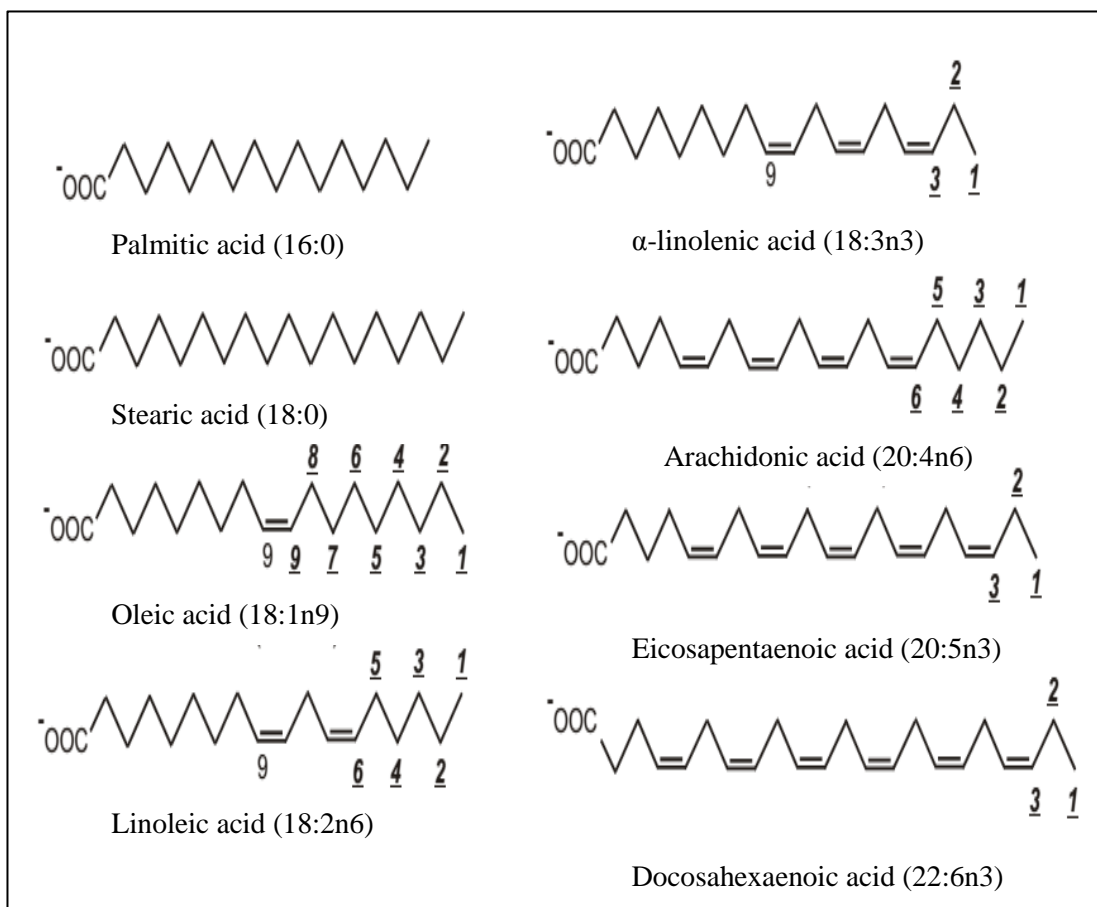 -OOC
Palmitic acid (16:0)
-OOC
Stearic acid (18:0)
8 6 4 2
-OOC
9 9 7 5 3 1
Oleic acid (18:1n9)
5 3 1
-OOC
9 6 4 2
Linoleic acid (18:2n6)
2
-OOC
9 3 1
α-linolenic acid (18:3n3)
5 3 1
-OOC
6 4 2
Arachidonic acid (20:4n6)
2
-OOC
3 1
Eicosapentaenoic acid (20:5n3)
2
-OOC
3 1
Docosahexaenoic acid (22:6n3)